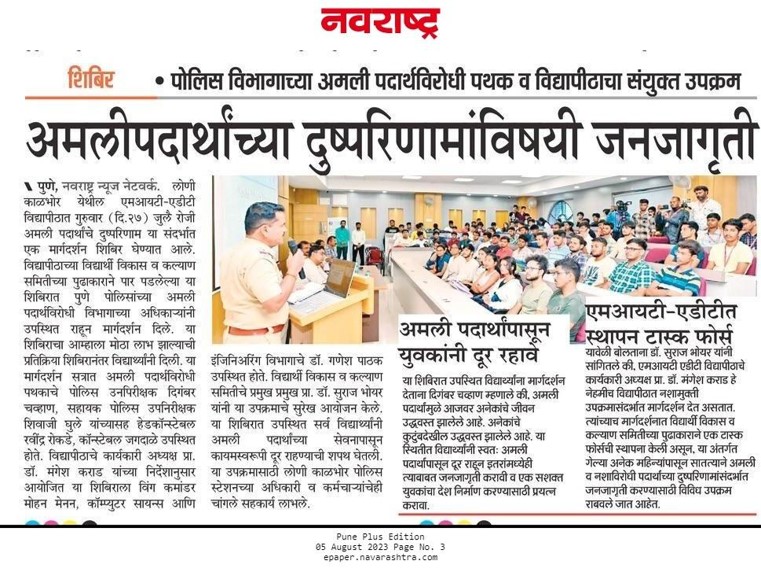 नवराष्ट्र
शिबिर
• पोलिस विभागाच्या अमली पदार्थविरोधी पथक व विद्यापीठाचा संयुक्त उपक्रम
अमलीपदार्थांच्या दुष्परिणामांविषयी जनजागृती
पुणे, नवराष्ट्र न्यूज नेटवर्क. लोणी
काळभोर येथील एमआयटी-एडीटी
विद्यापीठात गुरुवार (दि.२७) जुलै रोजी
अमली पदार्थांचे दुष्परिणाम या संदर्भात
एक मार्गदर्शन शिबिर घेण्यात आले.
विद्यापीठाच्या विद्यार्थी विकास व कल्याण
समितीच्या पुढाकाराने पार पडलेल्या या
शिबिरात पुणे पोलिसांच्या अमली
पदार्थविरोधी विभागाच्या अधिकाऱ्यांनी
उपस्थित राहून मार्गदर्शन दिले. या
शिबिराचा आम्हाला मोठा लाभ झाल्याची
प्रतिक्रिया शिबिरानंतर विद्यार्थ्यांनी दिली. या
मार्गदर्शन सत्रात अमली पदार्थविरोधी
पथकाचे पोलिस उनपिरीक्षक दिगंबर
चव्हाण, सहायक पोलिस उपनिरीक्षक
शिवाजी घुले यांच्यासह हेडकॉन्स्टेबल
रवींद्र रोकडे, कॉन्स्टेबल जगदाळे उपस्थित
होते. विद्यापीठाचे कार्यकारी अध्यक्ष प्रा.
डॉ. मंगेश कराड यांच्या निर्देशानुसार
आयोजित या शिबिराला विंग कमांडर
मोहन मेनन, कॉम्प्युटर सायन्स आणि
इंजिनिअरिंग विभागाचे डॉ. गणेश पाठक
उपस्थित होते. विद्यार्थी विकास व कल्याण
समितीचे प्रमुख प्रमुख प्रा. डॉ. सुराज भोयर
यांनी या उपक्रमाचे सुरेख आयोजन केले.
या शिबिरात उपस्थित सर्व विद्यार्थ्यांनी
अमली पदार्थांच्या सेवनापासून
कायमस्वरूपी दूर राहण्याची शपथ घेतली.
या उपक्रमासाठी लोणी काळभोर पोलिस
स्टेशनच्या अधिकारी व कर्मचाऱ्यांचेही
चांगले सहकार्य लाभले.
अमली पदार्थांपासून
युवकांनी दूर रहावे
या शिबिरात उपस्थित विद्यार्थ्यांना मार्गदर्शन
देताना दिगंबर चव्हाण म्हणाले की, अमली
पदार्थामुळे आजवर अनेकांचे जीवन
उद्धवस्त झालेले आहे. अनेकांचे
कुटुंबदेखील उद्धवस्त झालेले आहे. या
स्थितीत विद्यार्थ्यांनी स्वतः अमली
पदार्थांपासून दूर राहून इतरांमध्येही
त्याबाबत जनजागृती करावी व एक सशक्त
युवकांचा देश निर्माण करण्यासाठी प्रयत्न
करावा.
एमआयटी-एडीटीत
स्थापन टास्क फोर्स
यावेळी बोलताना डॉ. सुराज भोयर यांनी
सांगितले की, एमआयटी एडीटी विद्यापीठाचे
कार्यकारी अध्यक्ष प्रा. डॉ. मंगेश कराड हे
नेहमीच विद्यापीठात नशामुक्ती
उपक्रमासंदर्भात मार्गदर्शन देत असतात.
त्यांच्याच मार्गदर्शनात विद्यार्थी विकास व
कल्याण समितीच्या पुढाकाराने एक टास्क
फोर्सची स्थापना केली असून, या अंतर्गत
गेल्या अनेक महिन्यांपासून सातत्याने अमली
व नशाविरोधी पदार्थांच्या दुष्परिणामांसंदर्भात
जनजागृती करण्यासाठी विविध उपक्रम
राबवले जात आहेत.
Pune Plus Edition
05 August 2023 Page No. 3
epaper.navarashtra.com